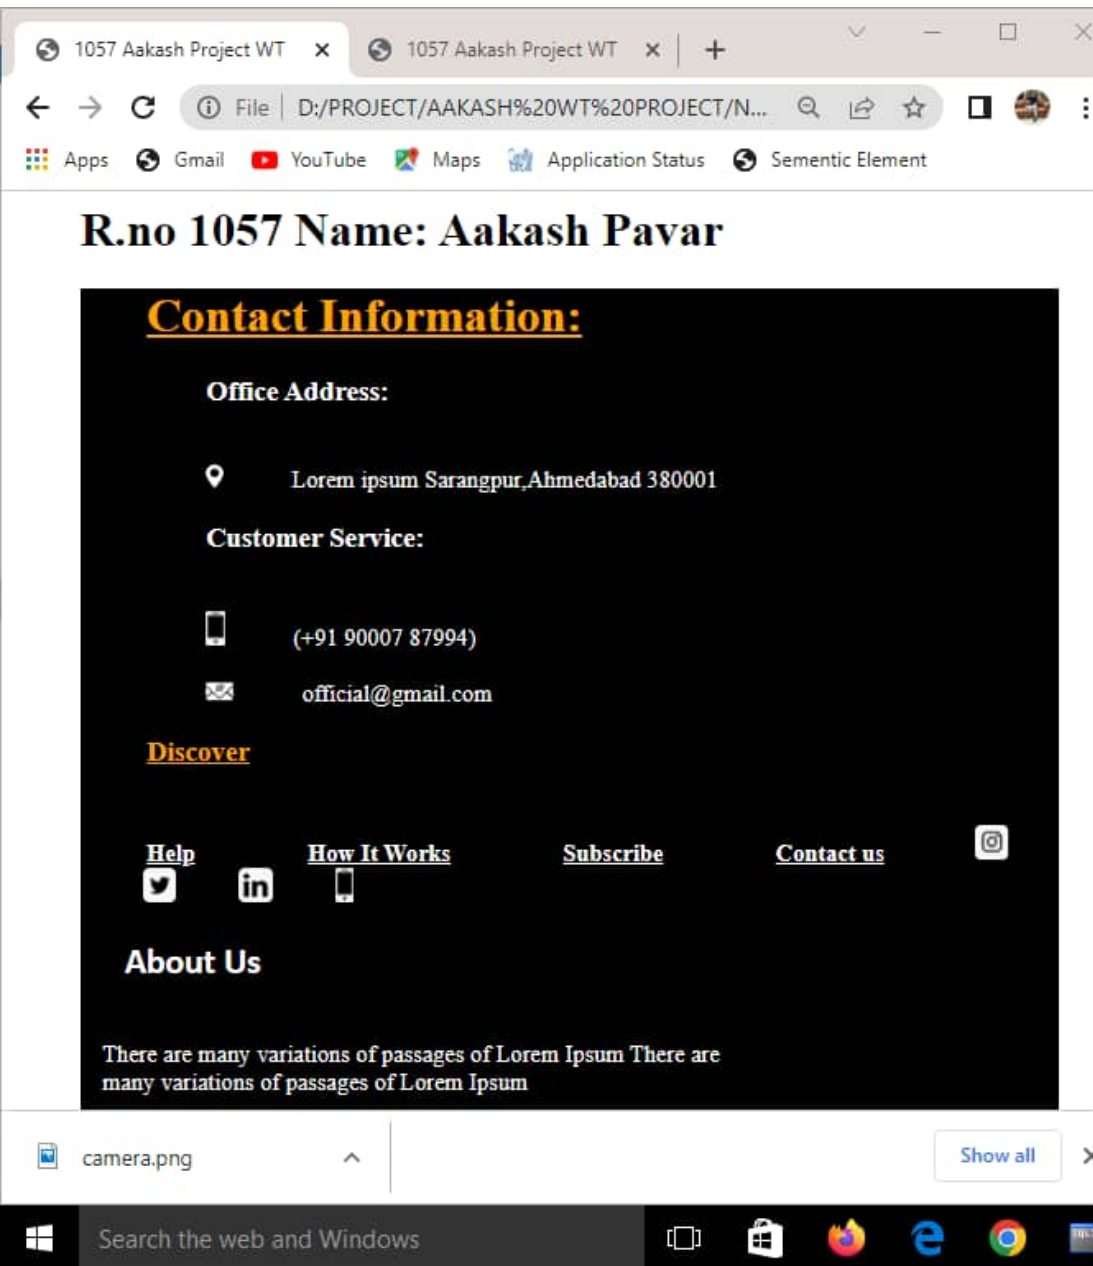 1057 Aakash Project WT 1057 Aakash Project WT
File D:/PROJECT/AAKASH%20WT%20PROJECT/N...
Apps Gmail YouTube Maps Application Status Sementic Element
R.no 1057 Name: Aakash Pavar
Contact Information:
Office Address:
Lorem ipsum Sarangpur,Ahmedabad 380001
Customer Service:
(+91 90007 87994)
official@gmail.com
Discover
Help How It Works Subscribe Contact us
in
About Us
There are many variations of passages of Lorem Ipsum There are
many variations of passages of Lorem Ipsum
camera.png Show all
Search the web and Windows